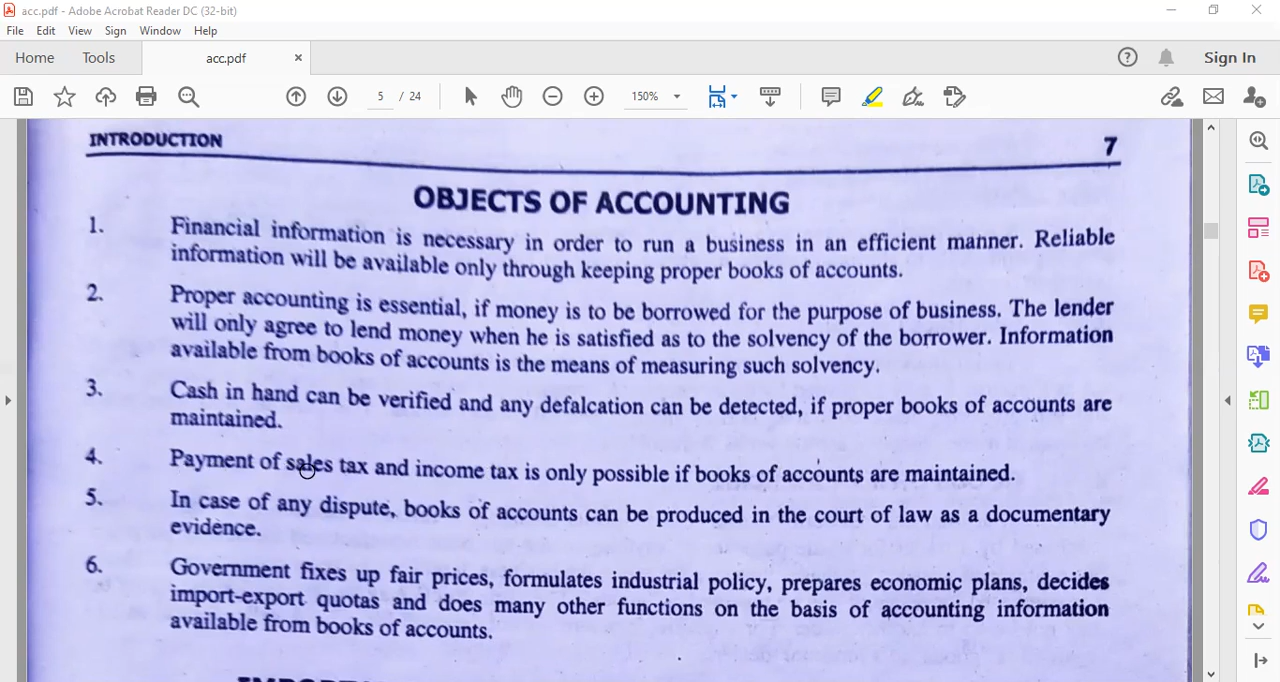 acc.pdf - Adobe Acrobat Reader DC (32-bit)
File Edit View Sign Window Help
Home Tools acc.pdf × Sign In
5 / 24 150%
INTRODUCTION 7
OBJECTS OF ACCOUNTING
1. Financial information is necessary in order to run a business in an efficient manner. Reliable
information will be available only through keeping proper books of accounts.
2. Proper accounting is essential, if money is to be borrowed for the purpose of business. The lender
will only agree to lend money when he is satisfied as to the solvency of the borrower. Information
available from books of accounts is the means of measuring such solvency.
3. Cash in hand can be verified and any defalcation can be detected, if proper books of accounts are
maintained.
4. Payment of sales tax and income tax is only possible if books of accounts are maintained.
5. In case of any dispute, books of accounts can be produced in the court of law as a documentary
evidence.
6. Government fixes up fair prices, formulates industrial policy, prepares economic plans, decides
import-export quotas and does many other functions on the basis of accounting information
available from books of accounts.